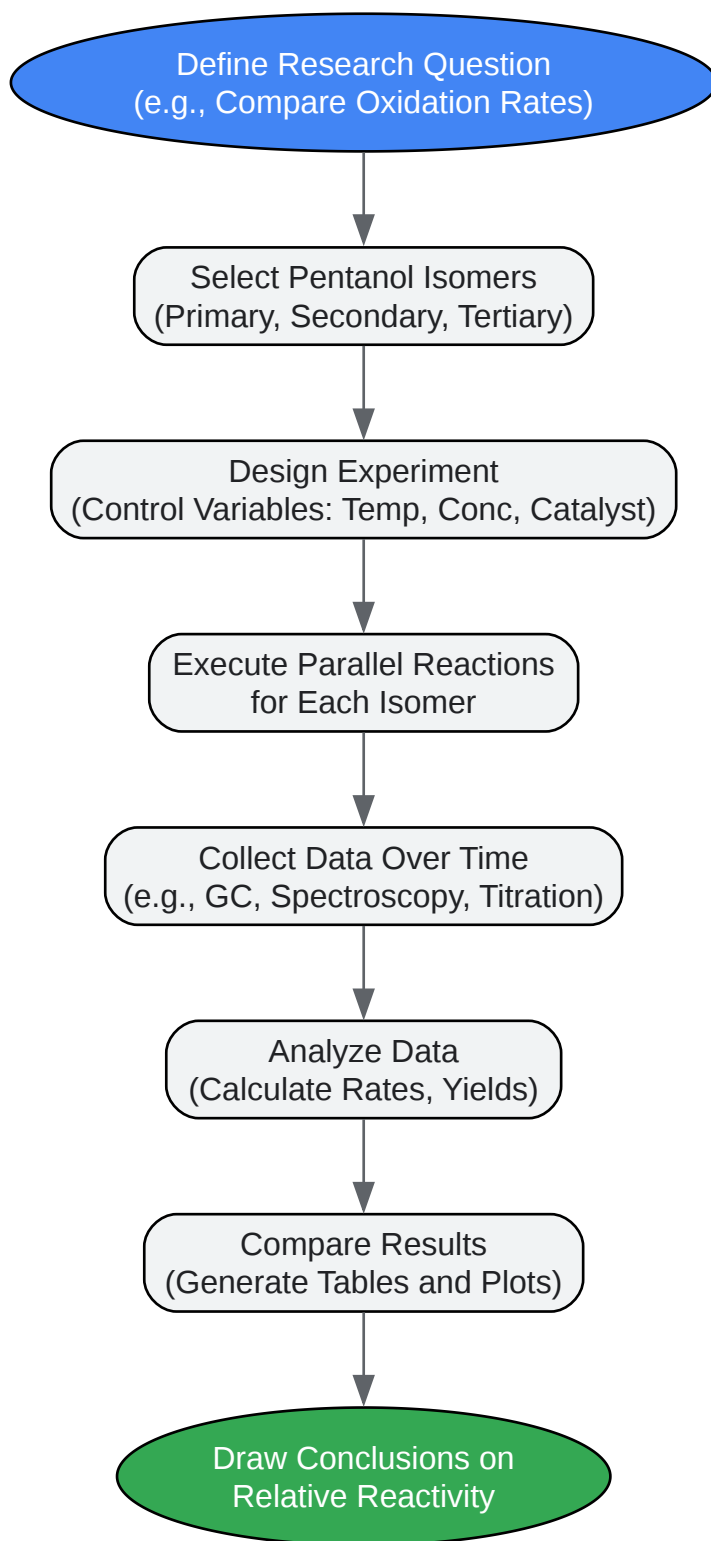 Define Research Question
(e.g., Compare Oxidation Rates)
Select Pentanol Isomers
(Primary, Secondary, Tertiary)
Design Experiment
(Control Variables: Temp, Conc, Catalyst)
Execute Parallel Reactions
for Each Isomer
Collect Data Over Time
(e.g., GC, Spectroscopy, Titration)
Analyze Data
(Calculate Rates, Yields)
Compare Results
(Generate Tables and Plots)
Draw Conclusions on
Relative Reactivity